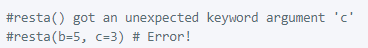 #resta() got an unexpected keyword argument 'c'
#resta(b=5, c=3) # Error!